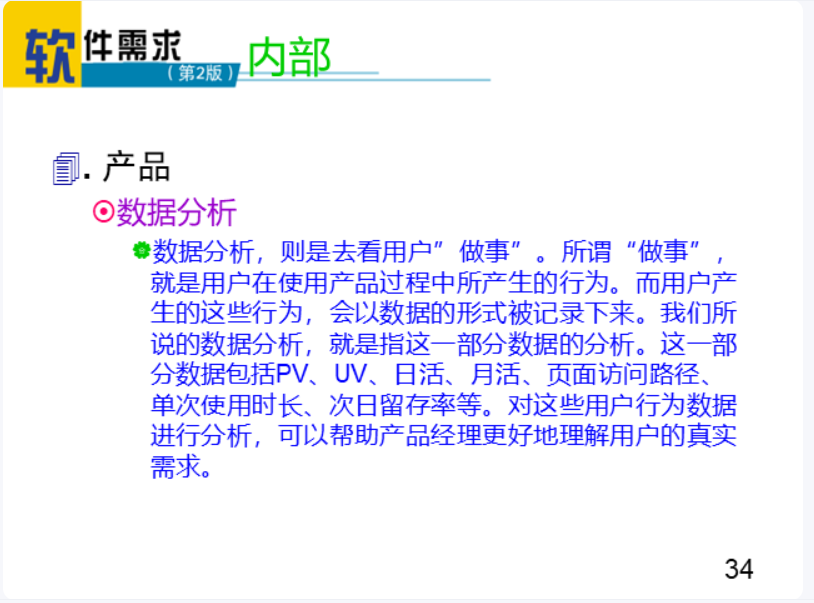 软件需求
（第2版）
内部
. 产品
数据分析
数据分析，则是去看用户”做事”。所谓“做事”，
就是用户在使用产品过程中所产生的行为。而用户产
生的这些行为，会以数据的形式被记录下来。我们所
说的数据分析，就是指这一部分数据的分析。这一部
分数据包括PV、UV、日活、月活、页面访问路径、
单次使用时长、次日留存率等。对这些用户行为数据
进行分析，可以帮助产品经理更好地理解用户的真实
需求。
34